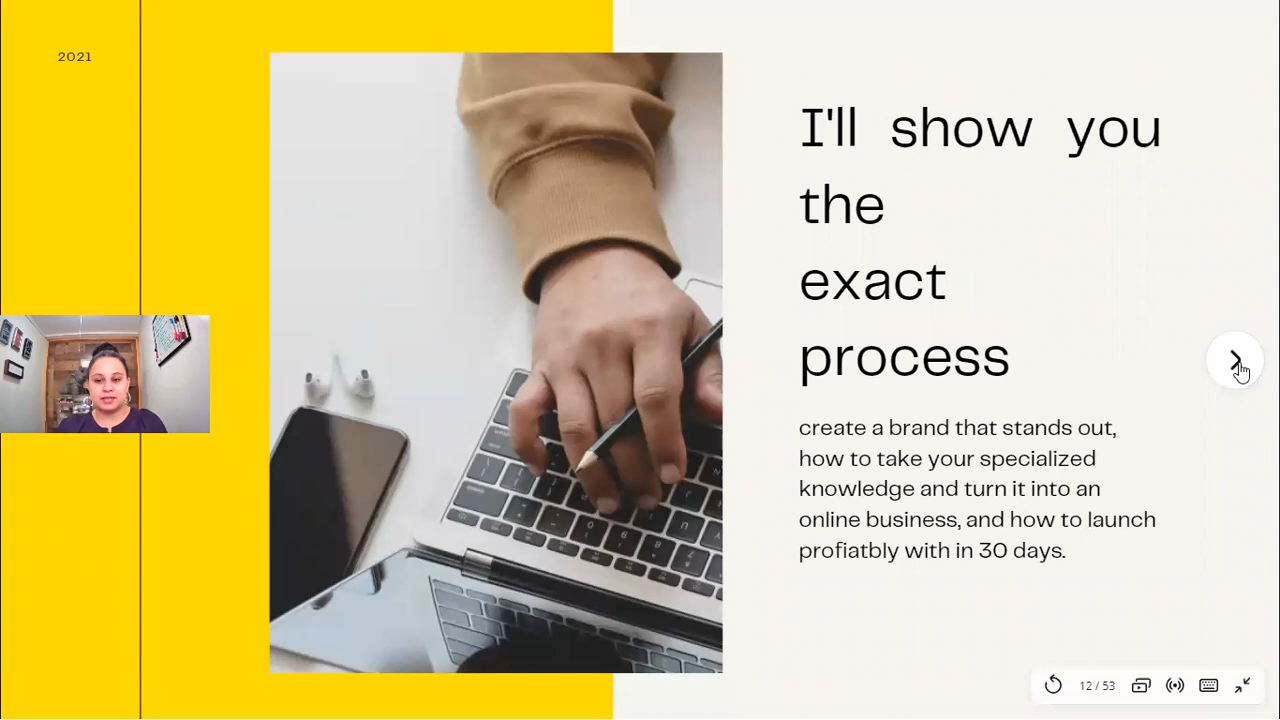 2021
I'll show you
the
exact
process
create a brand that stands out,
how to take your specialized
knowledge and turn it into an
online business, and how to launch
profiatbly with in 30 days.
12 / 53